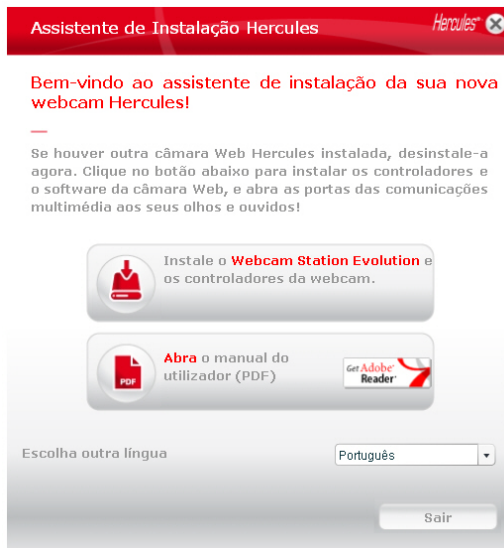 Assistente de Instalação Hercules
Hercules
Bem-vindo ao assistente de instalação da sua nova
webcam Hercules!
Se houver outra câmara Web Hercules instalada, desinstale-a
agora. Clique no botão abaixo para instalar os controladores e
o software da câmara Web, e abra as portas das comunicações
multimédia aos seus olhos e ouvidos!
Instale o Webcam Station Evolution e
os controladores da webcam.
Abra o manual do
utilizador (PDF)
PDF
Get Adobe
Reader
Escolha outra língua
Português
Sair